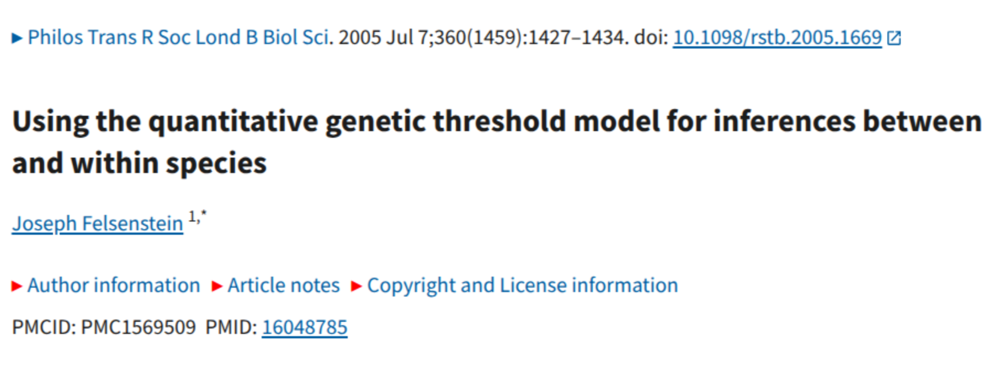 ▸ Philos Trans R Soc Lond B Biol Sci. 2005 Jul 7;360(1459):1427–1434. doi: 10.1098/rstb.2005.1669
Using the quantitative genetic threshold model for inferences between
and within species
Joseph Felsenstein 1,*
▸ Author information ▸ Article notes ▸ Copyright and License information
PMCID: PMC1569509 PMID: 16048785